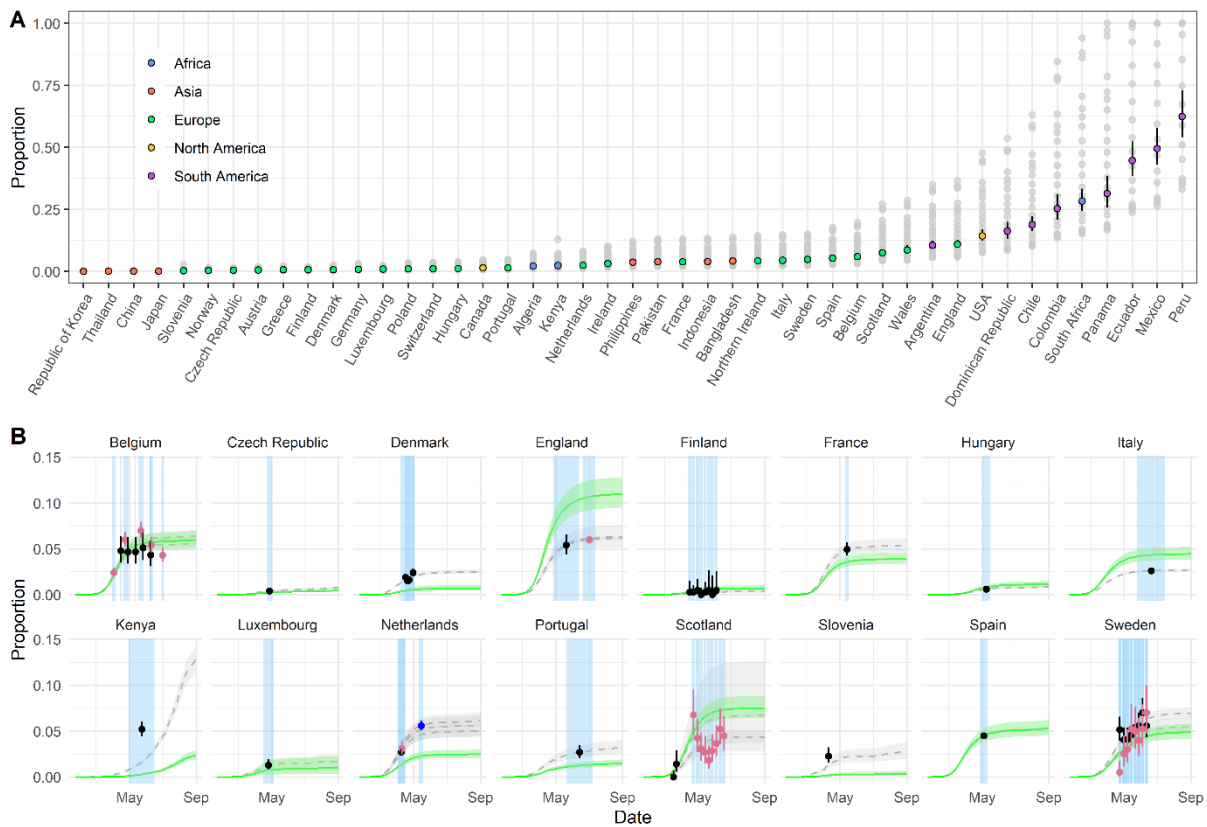 A
Proportion
1.00
0.75
0.50
0.25
0.00
Africa
Asia
Europe
North America
South America
Republic of Korea
Thailand
China
Japan
Slovenia
Norway
Czech Republic
Austria
Greece
Finland
Denmark
Germany
Luxembourg
Poland
Switzerland
Hungary
Canada
Portugal
Algeria
Kenya
Netherlands
Ireland
Philippines
Pakistan
France
Indonesia
Bangladesh
Northern Ireland
Italy
Sweden
Spain
Belgium
Scotland
Wales
Argentina
England
USA
Dominican Republic
Chile
Colombia
South Africa
Panama
Ecuador
Mexico
Peru
B
Belgium Czech Republic Denmark England Finland France Hungary Italy
0.15
0.10
0.05
0.00
Proportion
Kenya Luxembourg Netherlands Portugal Scotland Slovenia Spain Sweden
0.15
0.10
0.05
0.00
May Sep May Sep May Sep May Sep May Sep May Sep May Sep May Sep
Date